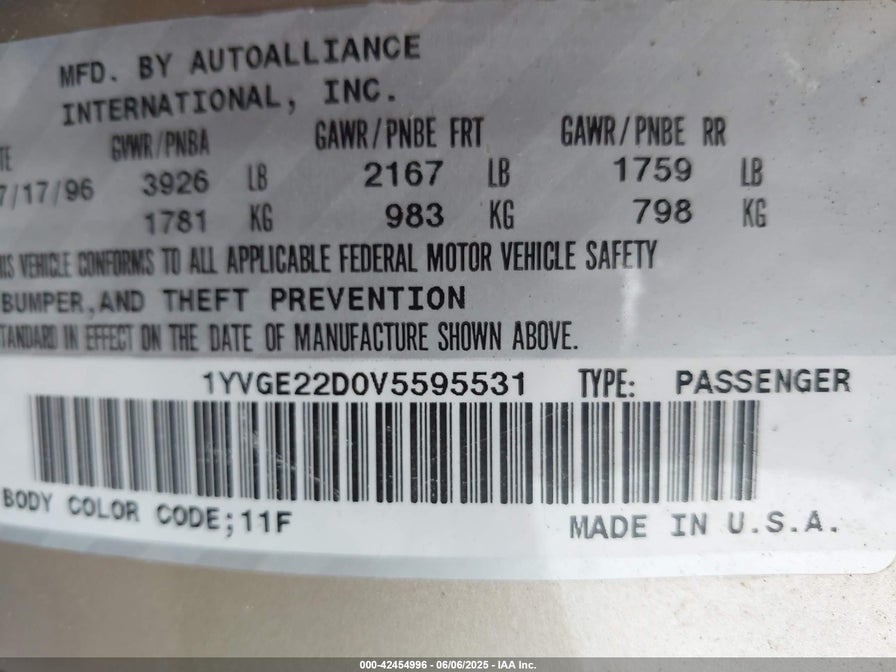 MFD. BY AUTOALLIANCE
INTERNATIONAL, INC.
TE GVWR/PNBA GAWR/PNBE FRT GAWR/PNBE RR
7/17/96 3926 LB 2167 LB 1759 LB
1781 KG 983 KG 798 KG
IS VEHICLE CONFORMS TO ALL APPLICABLE FEDERAL MOTOR VEHICLE SAFETY
BUMPER,AND THEFT PREVENTION
TANDARD IN EFFECT ON THE DATE OF MANUFACTURE SHOWN ABOVE.
1YVGE22D0V5595531 TYPE: PASSENGER
BODY COLOR CODE;11F MADE IN U.S.A.
000-42454996 - 06/06/2025 - IAA Inc.